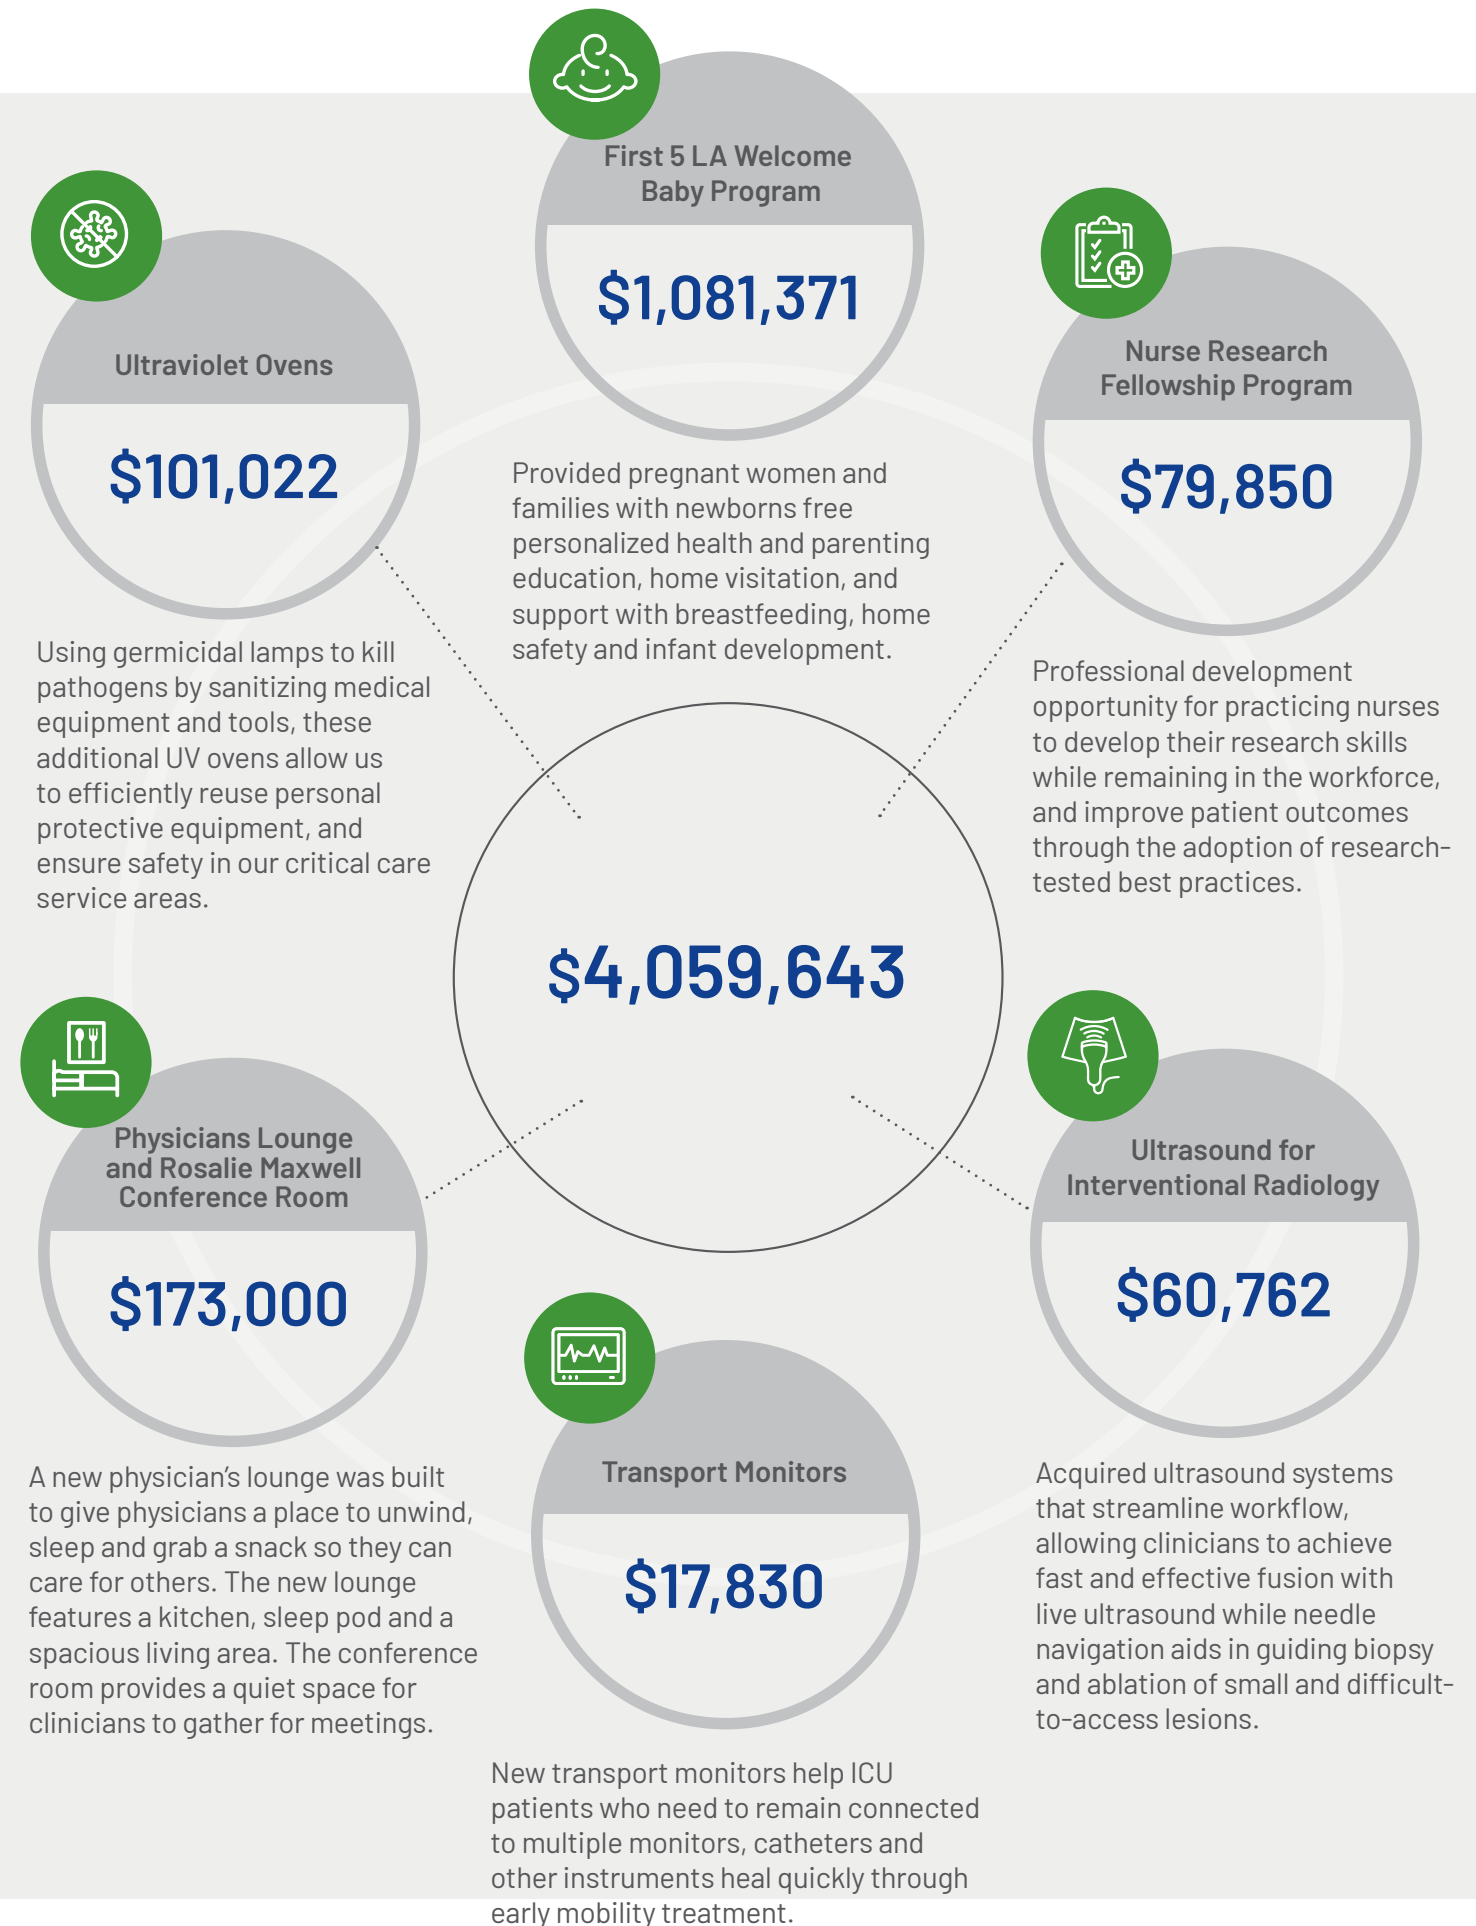 First 5 LA Welcome
Baby Program
$1,081,371
Provided pregnant women and
families with newborns free
personalized health and parenting
education, home visitation, and
support with breastfeeding, home
safety and infant development.
Ultraviolet Ovens
$101,022
Using germicidal lamps to kill
pathogens by sanitizing medical
equipment and tools, these
additional UV ovens allow us
to efficiently reuse personal
protective equipment, and
ensure safety in our critical care
service areas.
Nurse Research
Fellowship Program
$79,850
Professional development
opportunity for practicing nurses
to develop their research skills
while remaining in the workforce,
and improve patient outcomes
through the adoption of research-
tested best practices.
$4,059,643
Physicians Lounge
and Rosalie Maxwell
Conference Room
$173,000
A new physician’s lounge was built
to give physicians a place to unwind,
sleep and grab a snack so they can
care for others. The new lounge
features a kitchen, sleep pod and a
spacious living area. The conference
room provides a quiet space for
clinicians to gather for meetings.
Ultrasound for
Interventional Radiology
$60,762
Acquired ultrasound systems
that streamline workflow,
allowing clinicians to achieve
fast and effective fusion with
live ultrasound while needle
navigation aids in guiding biopsy
and ablation of small and difficult-
to-access lesions.
Transport Monitors
$17,830
New transport monitors help ICU
patients who need to remain connected
to multiple monitors, catheters and
other instruments heal quickly through
early mobility treatment.